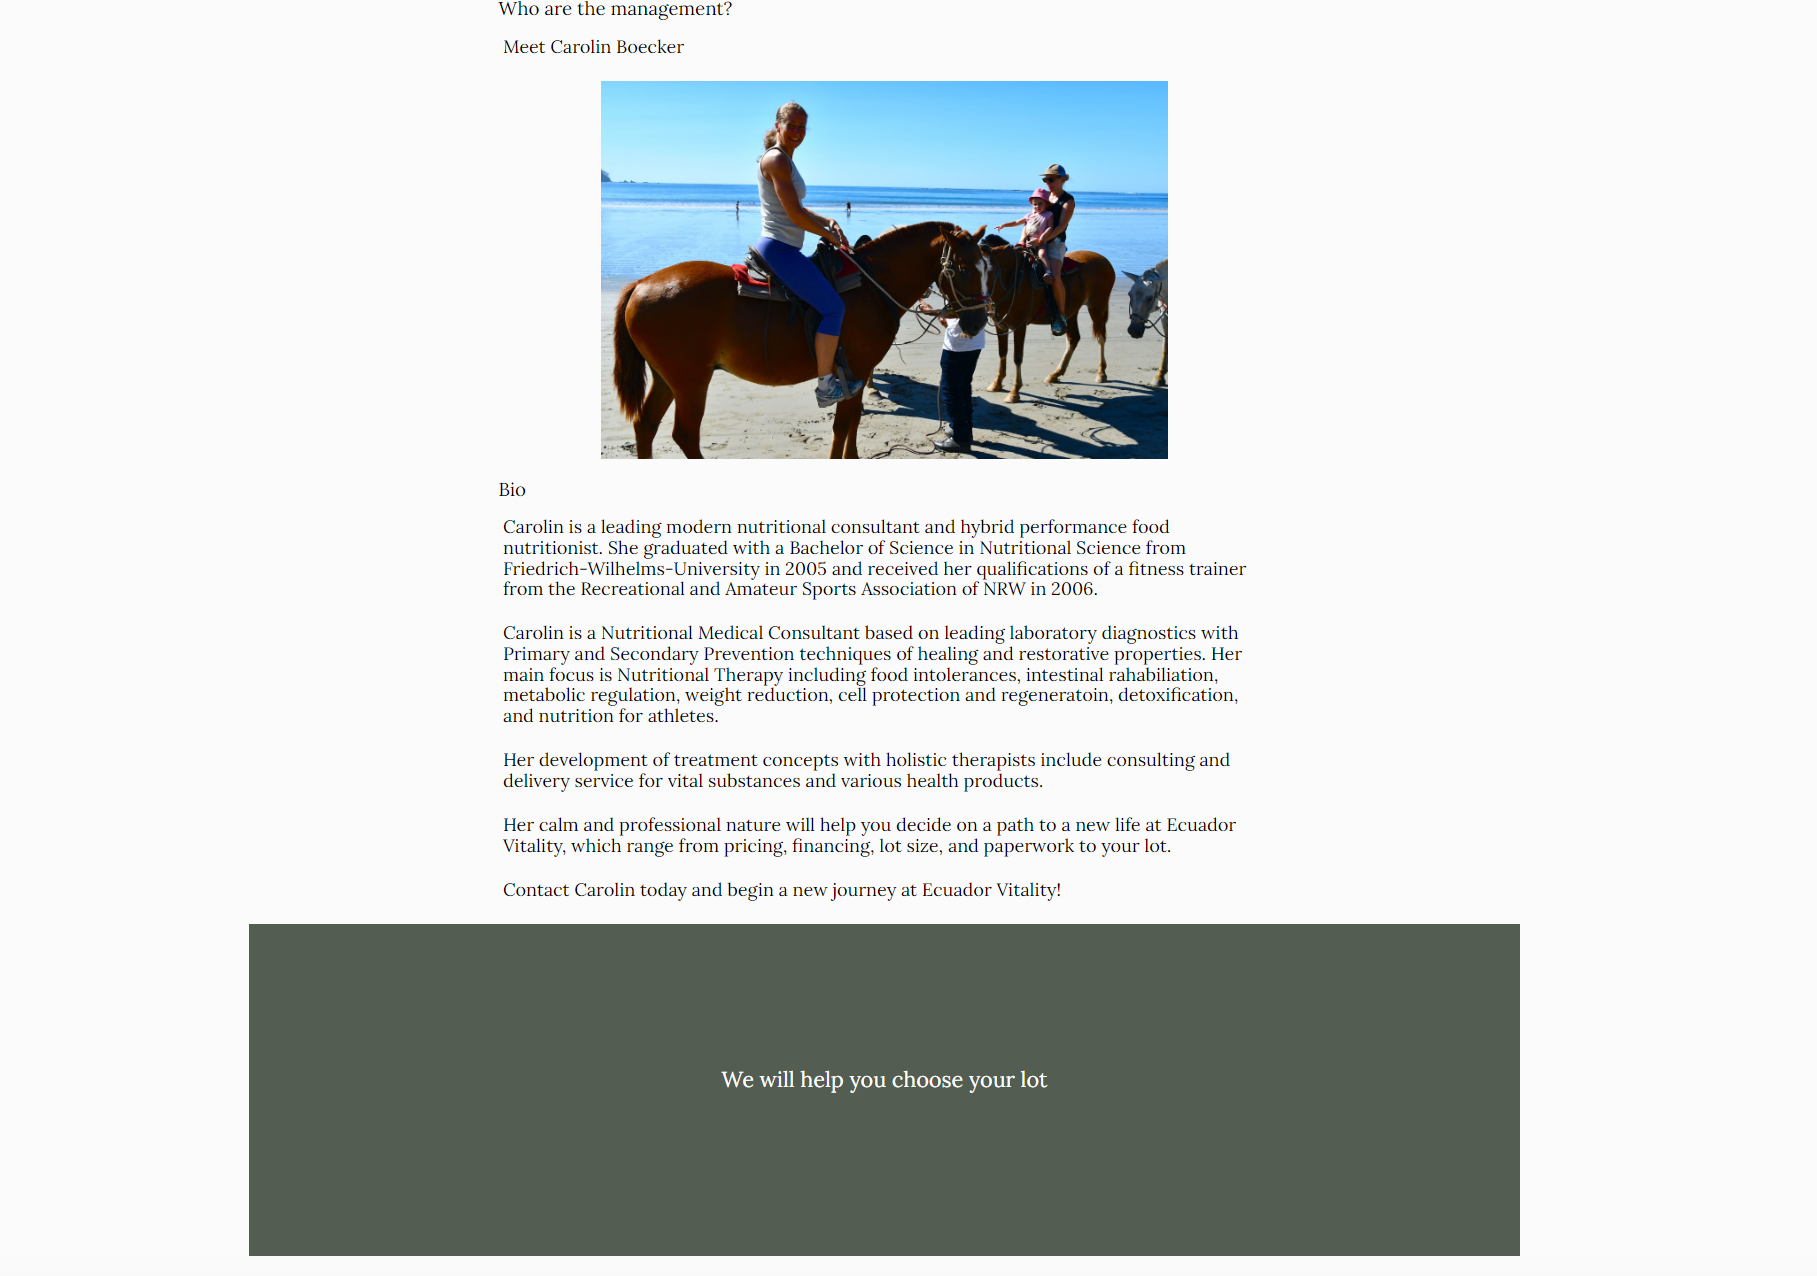 Who are the management?
Meet Carolin Boecker
Bio
Carolin is a leading modern nutritional consultant and hybrid performance food
nutritionist. She graduated with a Bachelor of Science in Nutritional Science from
Friedrich-Wilhelms-University in 2005 and received her qualifications of a fitness trainer
from the Recreational and Amateur Sports Association of NRW in 2006.
Carolin is a Nutritional Medical Consultant based on leading laboratory diagnostics with
Primary and Secondary Prevention techniques of healing and restorative properties. Her
main focus is Nutritional Therapy including food intolerances, intestinal rahabiliation,
metabolic regulation, weight reduction, cell protection and regeneratoin, detoxification,
and nutrition for athletes.
Her development of treatment concepts with holistic therapists include consulting and
delivery service for vital substances and various health products.
Her calm and professional nature will help you decide on a path to a new life at Ecuador
Vitality, which range from pricing, financing, lot size, and paperwork to your lot.
Contact Carolin today and begin a new journey at Ecuador Vitality!
We will help you choose your lot